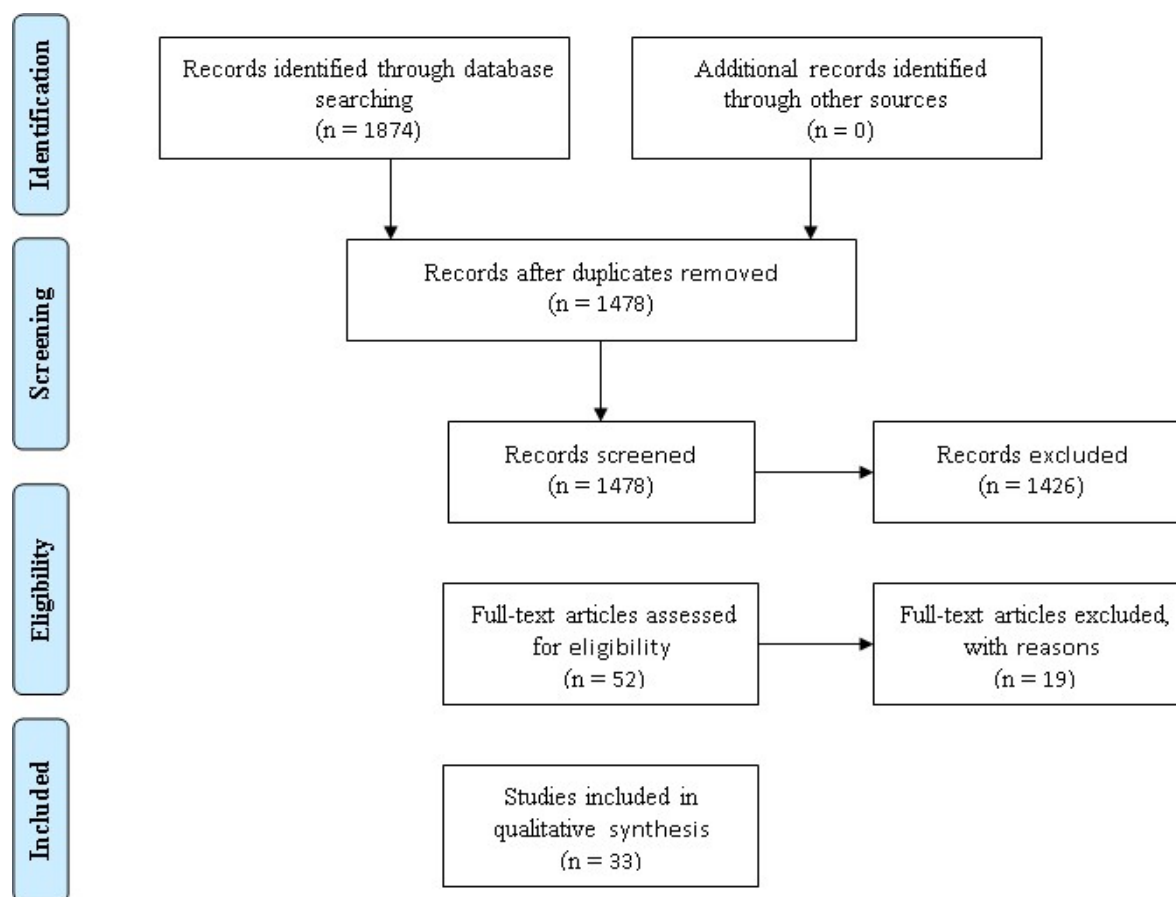 Identification
Records identified through database
searching
(n = 1874)
Additional records identified
through other sources
(n = 0)
Screening
Records after duplicates removed
(n = 1478)
Records screened
(n = 1478)
Records excluded
(n = 1426)
Eligibility
Full-text articles assessed
for eligibility
(n = 52)
Full-text articles excluded,
with reasons
(n = 19)
Included
Studies included in
qualitative synthesis
(n = 33)